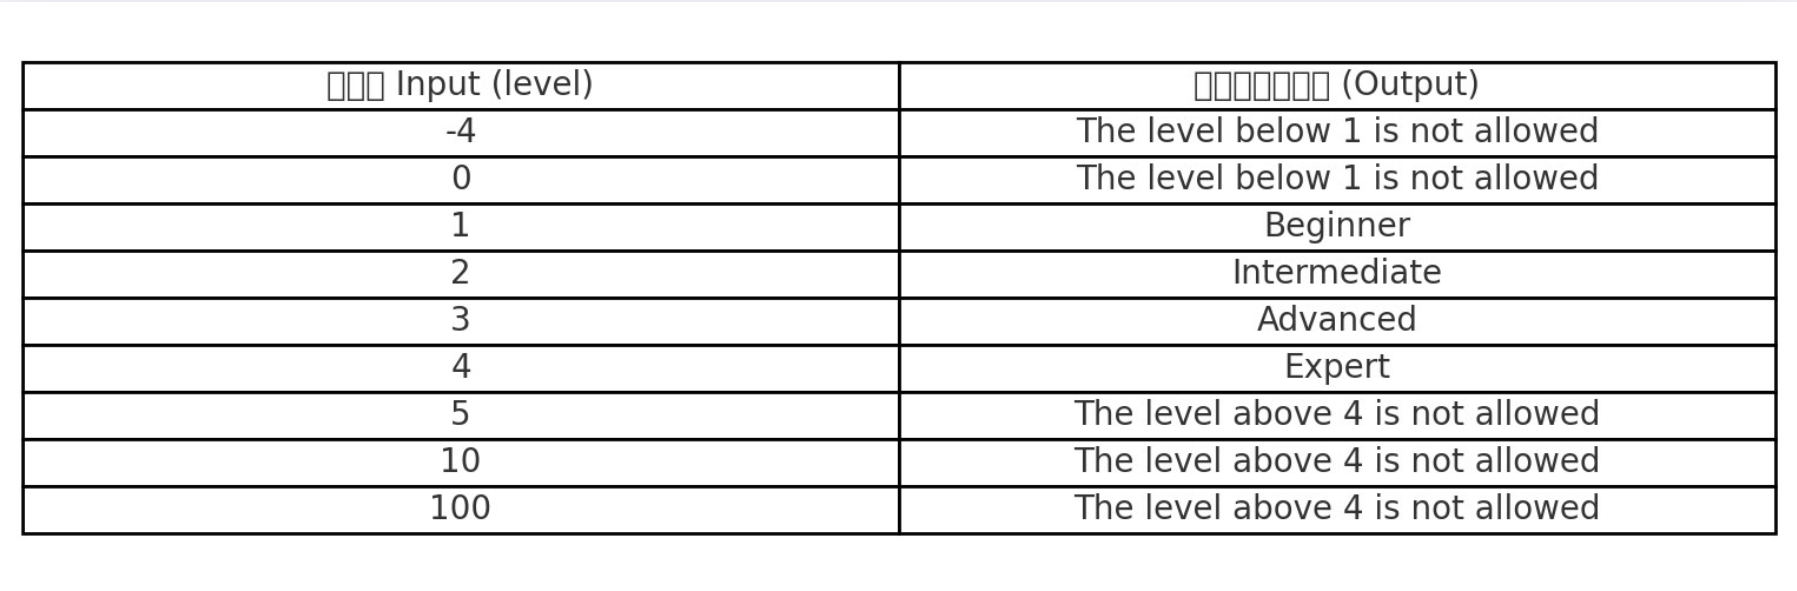 Input (level) (Output)
-4 The level below 1 is not allowed
0 The level below 1 is not allowed
1 Beginner
2 Intermediate
3 Advanced
4 Expert
5 The level above 4 is not allowed
10 The level above 4 is not allowed
100 The level above 4 is not allowed